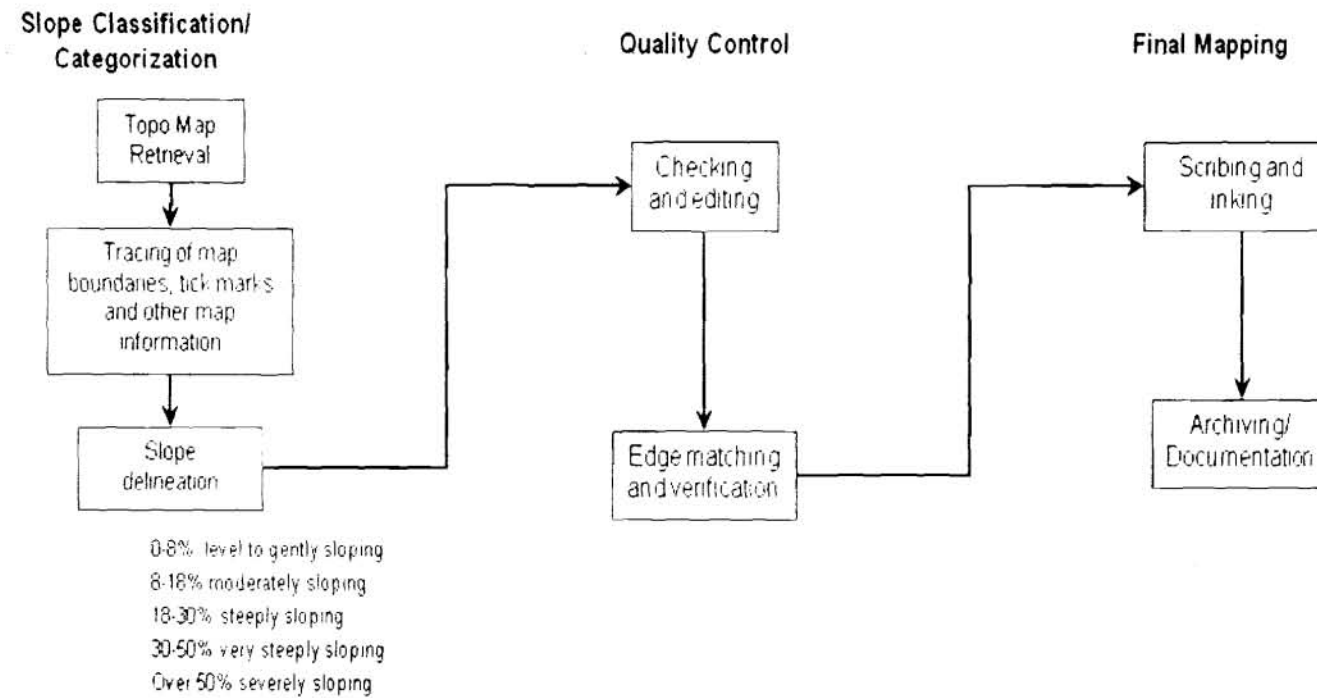 Slope Classification/
Categorization
Topo Map
Retrieval
Tracing of map
boundaries, tick marks
and other map
information
Slope
delineation
0-8% level to gently sloping
8-18% moderately sloping
18-30% steeply sloping
30-50% very steeply sloping
Over 50% severely sloping
Quality Control
Checking
and editing
Edge matching
and verification
Final Mapping
Scribing and
inking
Archiving/
Documentation